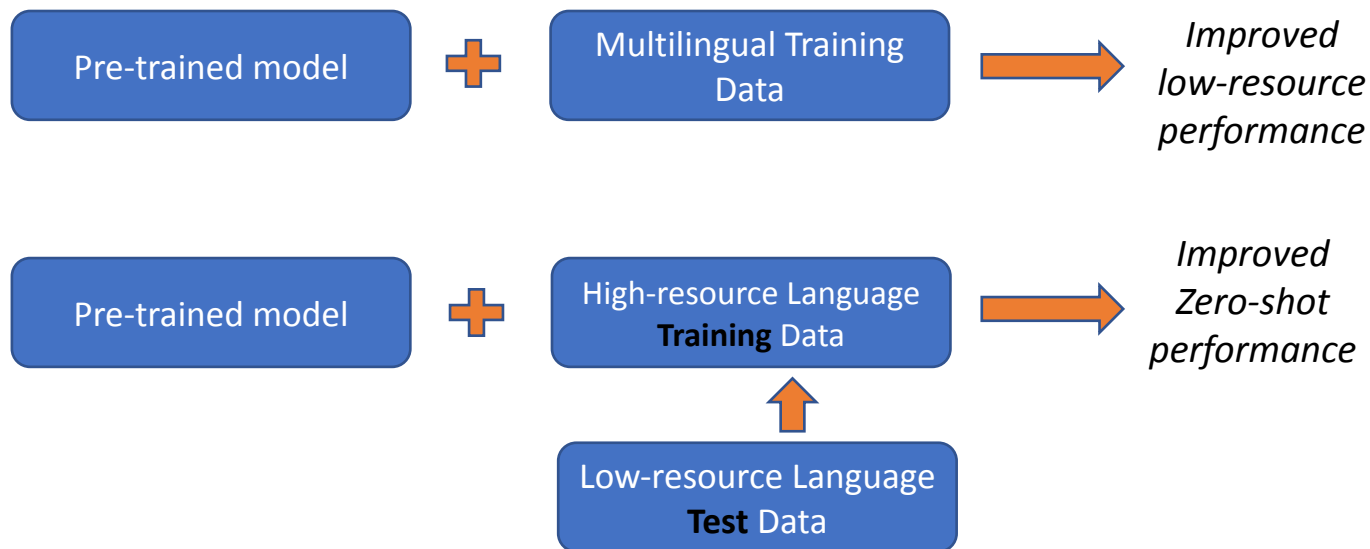 Pre-trained model
Multilingual Training
Data
Improved
low-resource
performance
Pre-trained model
High-resource Language
Training Data
Improved
Zero-shot
performance
Low-resource Language
Test Data